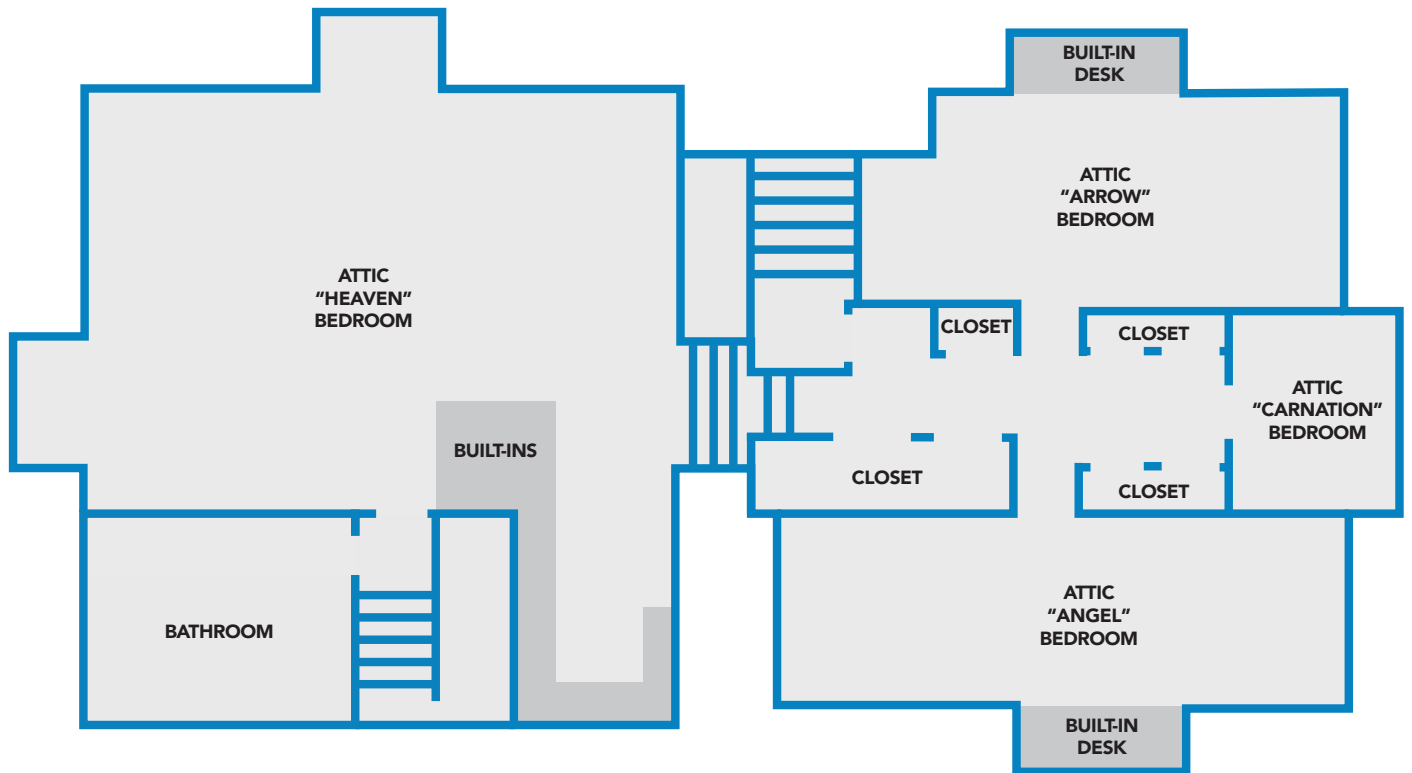 BUILT-IN
DESK
ATTIC
"ARROW"
BEDROOM
ATTIC
"HEAVEN"
BEDROOM
CLOSET
CLOSET
ATTIC
"CARNATION"
BEDROOM
BUILT-INS
CLOSET
CLOSET
BATHROOM
ATTIC
"ANGEL"
BEDROOM
BUILT-IN
DESK